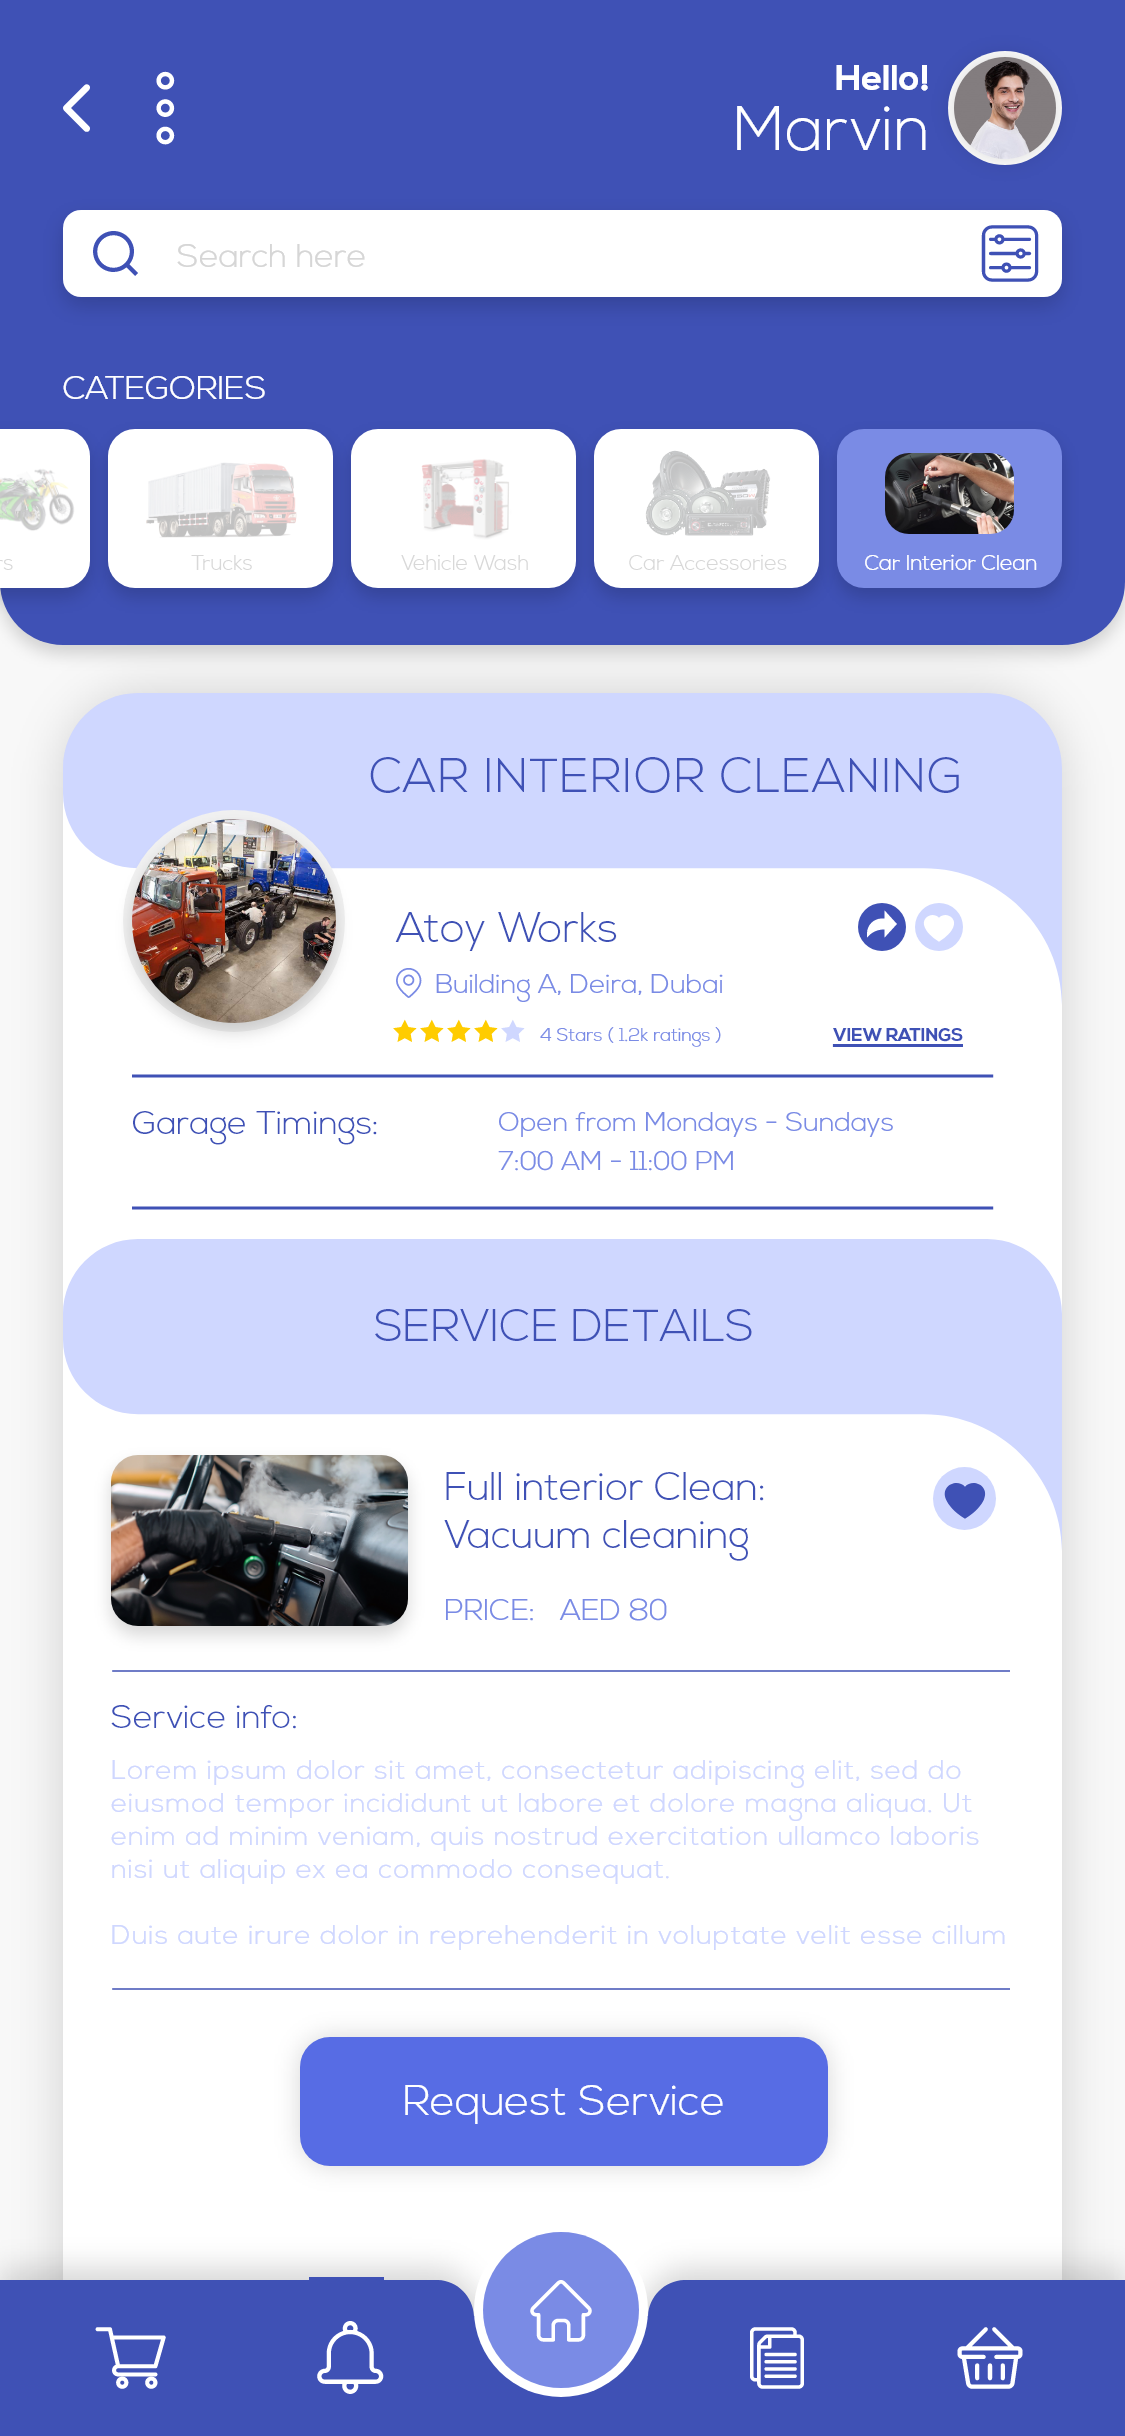 Hello!
Marvin
Search here
CATEGORIES
rs
Trucks
Vehicle Wash
Car Accessories
Car Interior Clean
CAR INTERIOR CLEANING
Atoy Works
Building A, Deira, Dubai
4 Stars ( 1.2k ratings )
VIEW RATINGS
Garage Timings:
Open from Mondays - Sundays
7:00 AM - 11:00 PM
SERVICE DETAILS
Full interior Clean:
Vacuum cleaning
PRICE: AED 80
Service info:
Lorem ipsum dolor sit amet, consectetur adipiscing elit, sed do
eiusmod tempor incididunt ut labore et dolore magna aliqua. Ut
enim ad minim veniam, quis nostrud exercitation ullamco laboris
nisi ut aliquip ex ea commodo consequat.
Duis aute irure dolor in reprehenderit in voluptate velit esse cillum
Request Service